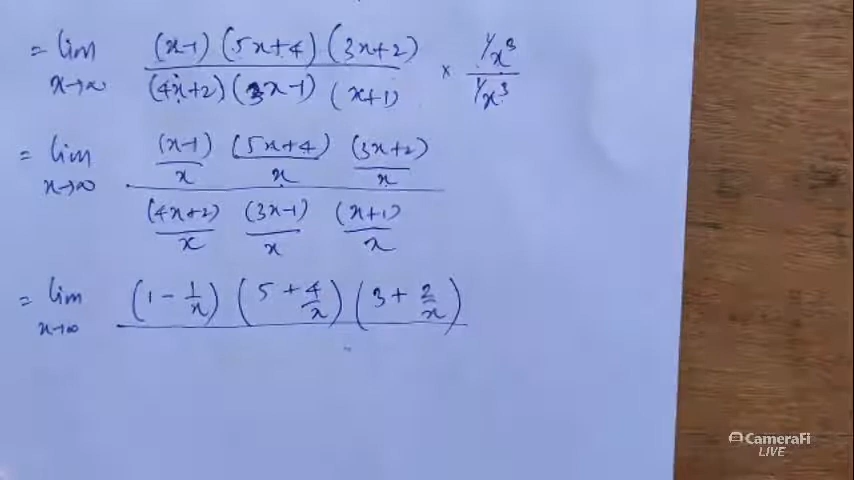 = lim x→∞ (x-1) (5x+4) (3x+2) / (4x+2) (3x-1) (x+1) × 1/x³ / 1/x³
= lim x→∞ (x-1)/x (5x+4)/x (3x+2)/x / (4x+2)/x (3x-1)/x (x+1)/x
= lim x→∞ (1 - 1/x) (5 + 4/x) (3 + 2/x)
CameraFi
LIVE